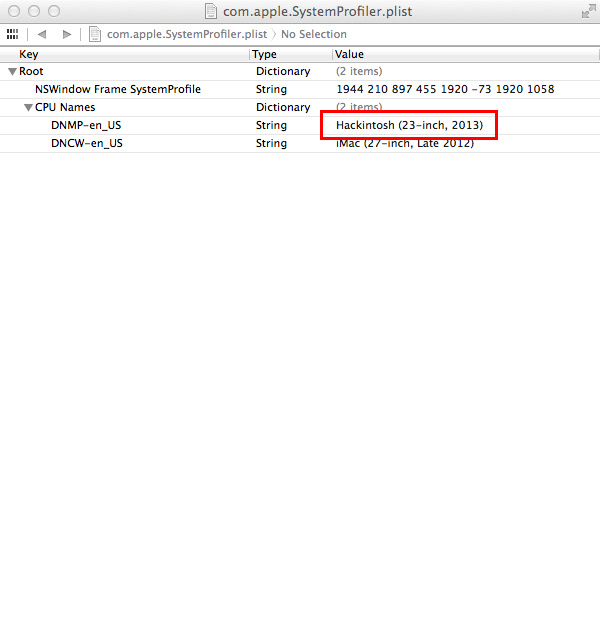 com.apple.SystemProfiler.plist
com.apple.SystemProfiler.plist 〉No Selection
Key Type Value
Root Dictionary (2 items)
NSWindow Frame SystemProfile String 1944 210 897 455 1920 -73 1920 1058
CPU Names Dictionary (2 items)
DNMP-en_US String Hackintosh (23-inch, 2013)
DNCW-en_US String iMac (27-inch, Late 2012)